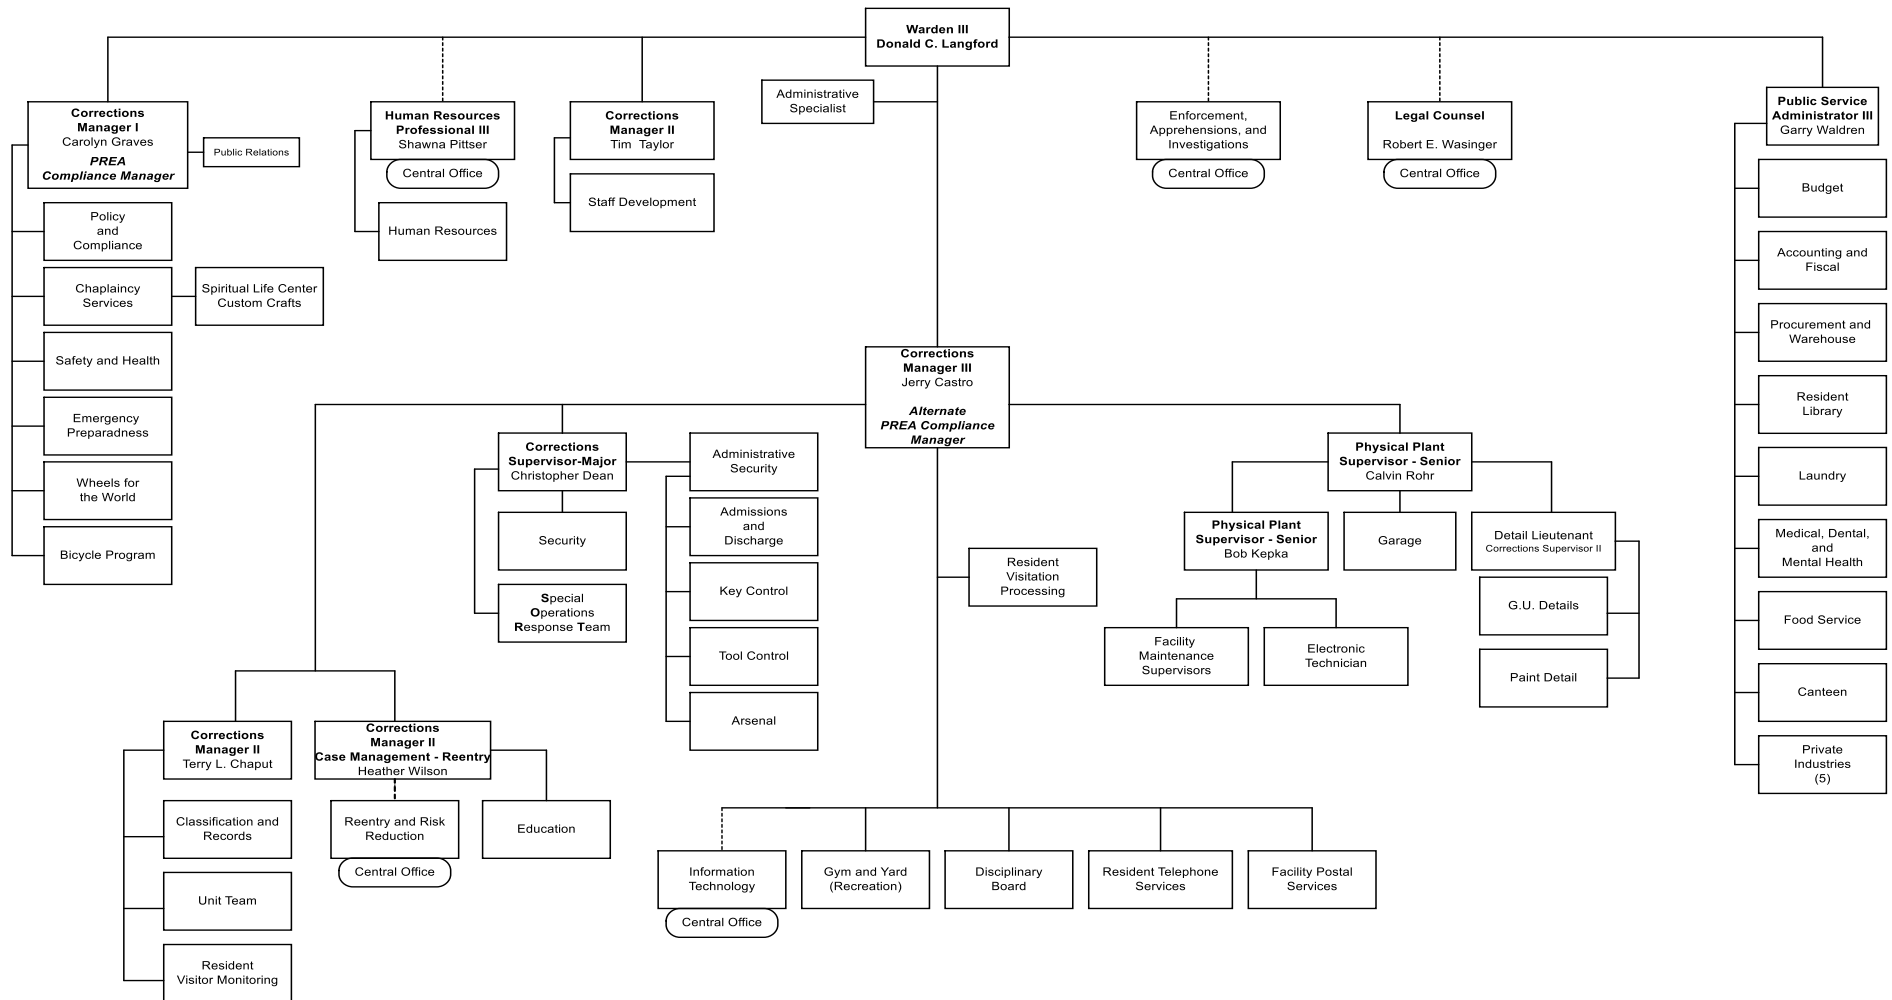 Warden III
Donald C. Langford
Administrative
Specialist
Corrections
Manager I
Carolyn Graves
PREA
Compliance Manager
Public Relations
Policy
and
Compliance
Chaplaincy
Services
Spiritual Life Center
Custom Crafts
Safety and Health
Emergency
Preparadness
Wheels for
the World
Bicycle Program
Human Resources
Professional III
Shawna Pittser
Central Office
Human Resources
Corrections
Manager II
Tim Taylor
Staff Development
Enforcement,
Apprehensions, and
Investigations
Central Office
Legal Counsel
Robert E. Wasinger
Central Office
Public Service
Administrator III
Garry Waldren
Budget
Accounting and
Fiscal
Procurement and
Warehouse
Resident
Library
Laundry
Medical, Dental,
and
Mental Health
Food Service
Canteen
Private
Industries
(5)
Corrections
Manager III
Jerry Castro
Alternate
PREA Compliance
Manager
Corrections
Supervisor-Major
Christopher Dean
Security
Special
Operations
Response Team
Administrative
Security
Admissions
and
Discharge
Key Control
Tool Control
Arsenal
Resident
Visitation
Processing
Physical Plant
Supervisor - Senior
Calvin Rohr
Physical Plant
Supervisor - Senior
Bob Kepka
Garage
Detail Lieutenant
Corrections Supervisor II
G.U. Details
Paint Detail
Facility
Maintenance
Supervisors
Electronic
Technician
Corrections
Manager II
Terry L. Chaput
Classification and
Records
Unit Team
Resident
Visitor Monitoring
Corrections
Manager II
Case Management - Reentry
Heather Wilson
Reentry and Risk
Reduction
Central Office
Education
Information
Technology
Central Office
Gym and Yard
(Recreation)
Disciplinary
Board
Resident Telephone
Services
Facility Postal
Services